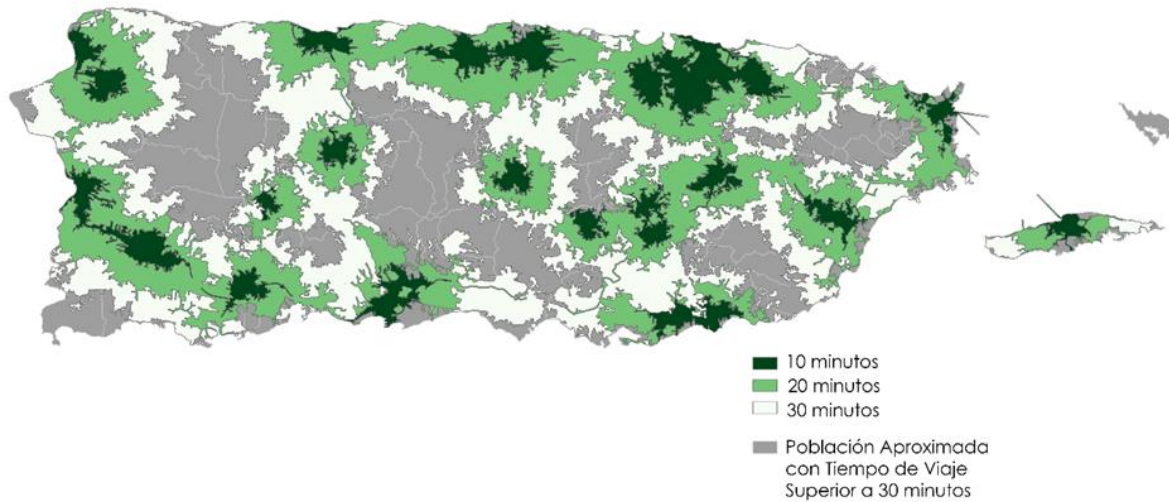 10 minutos
20 minutos
30 minutos
Población Aproximada
con Tiempo de Viaje
Superior a 30 minutos